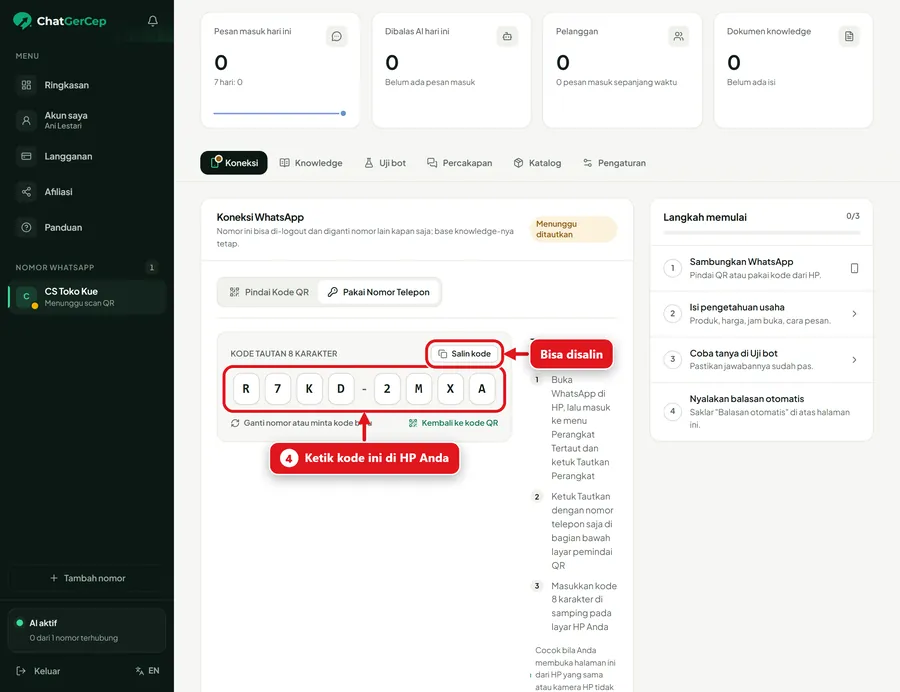 ChatGerCep
MENU
Ringkasan
Akun saya
Ani Lestari
Langganan
Afiliasi
Panduan
NOMOR WHATSAPP 1
C
CS Toko Kue
Menunggu scan QR
+ Tambah nomor
AI aktif
0 dari 1 nomor terhubung
Keluar
EN
Pesan masuk hari ini
0
7 hari: 0
Dibalas AI hari ini
0
Belum ada pesan masuk
Pelanggan
0
0 pesan masuk sepanjang waktu
Dokumen knowledge
0
Belum ada isi
Koneksi
Knowledge
Uji bot
Percakapan
Katalog
Pengaturan
Koneksi WhatsApp
Nomor ini bisa di-logout dan diganti nomor lain kapan saja; base knowledge-nya
tetap.
Menunggu
ditautkan
Pindai Kode QR
Pakai Nomor Telepon
KODE TAUTAN 8 KARAKTER
Salin kode
Bisa disalin
R 7 K D - 2 M X A
Ganti nomor atau minta kode
Kembali ke kode QR
4 Ketik kode ini di HP Anda
1 Buka
WhatsApp di
HP, lalu masuk
ke menu
Perangkat
Tertaut dan
ketuk Tautkan
Perangkat
2 Ketuk Tautkan
dengan nomor
telepon saja di
bagian bawah
layar pemindai
QR
3 Masukkan kode
8 karakter di
samping pada
layar HP Anda
Cocok bila Anda
membuka halaman ini
dari HP yang sama
atau kamera HP tidak
Langkah memulai 0/3
1 Sambungkan WhatsApp
Pindai QR atau pakai kode dari HP.
2 Isi pengetahuan usaha
Produk, harga, jam buka, cara pesan.
3 Coba tanya di Uji bot
Pastikan jawabannya sudah pas.
4 Nyalakan balasan otomatis
Saklar "Balasan otomatis" di atas halaman
ini.